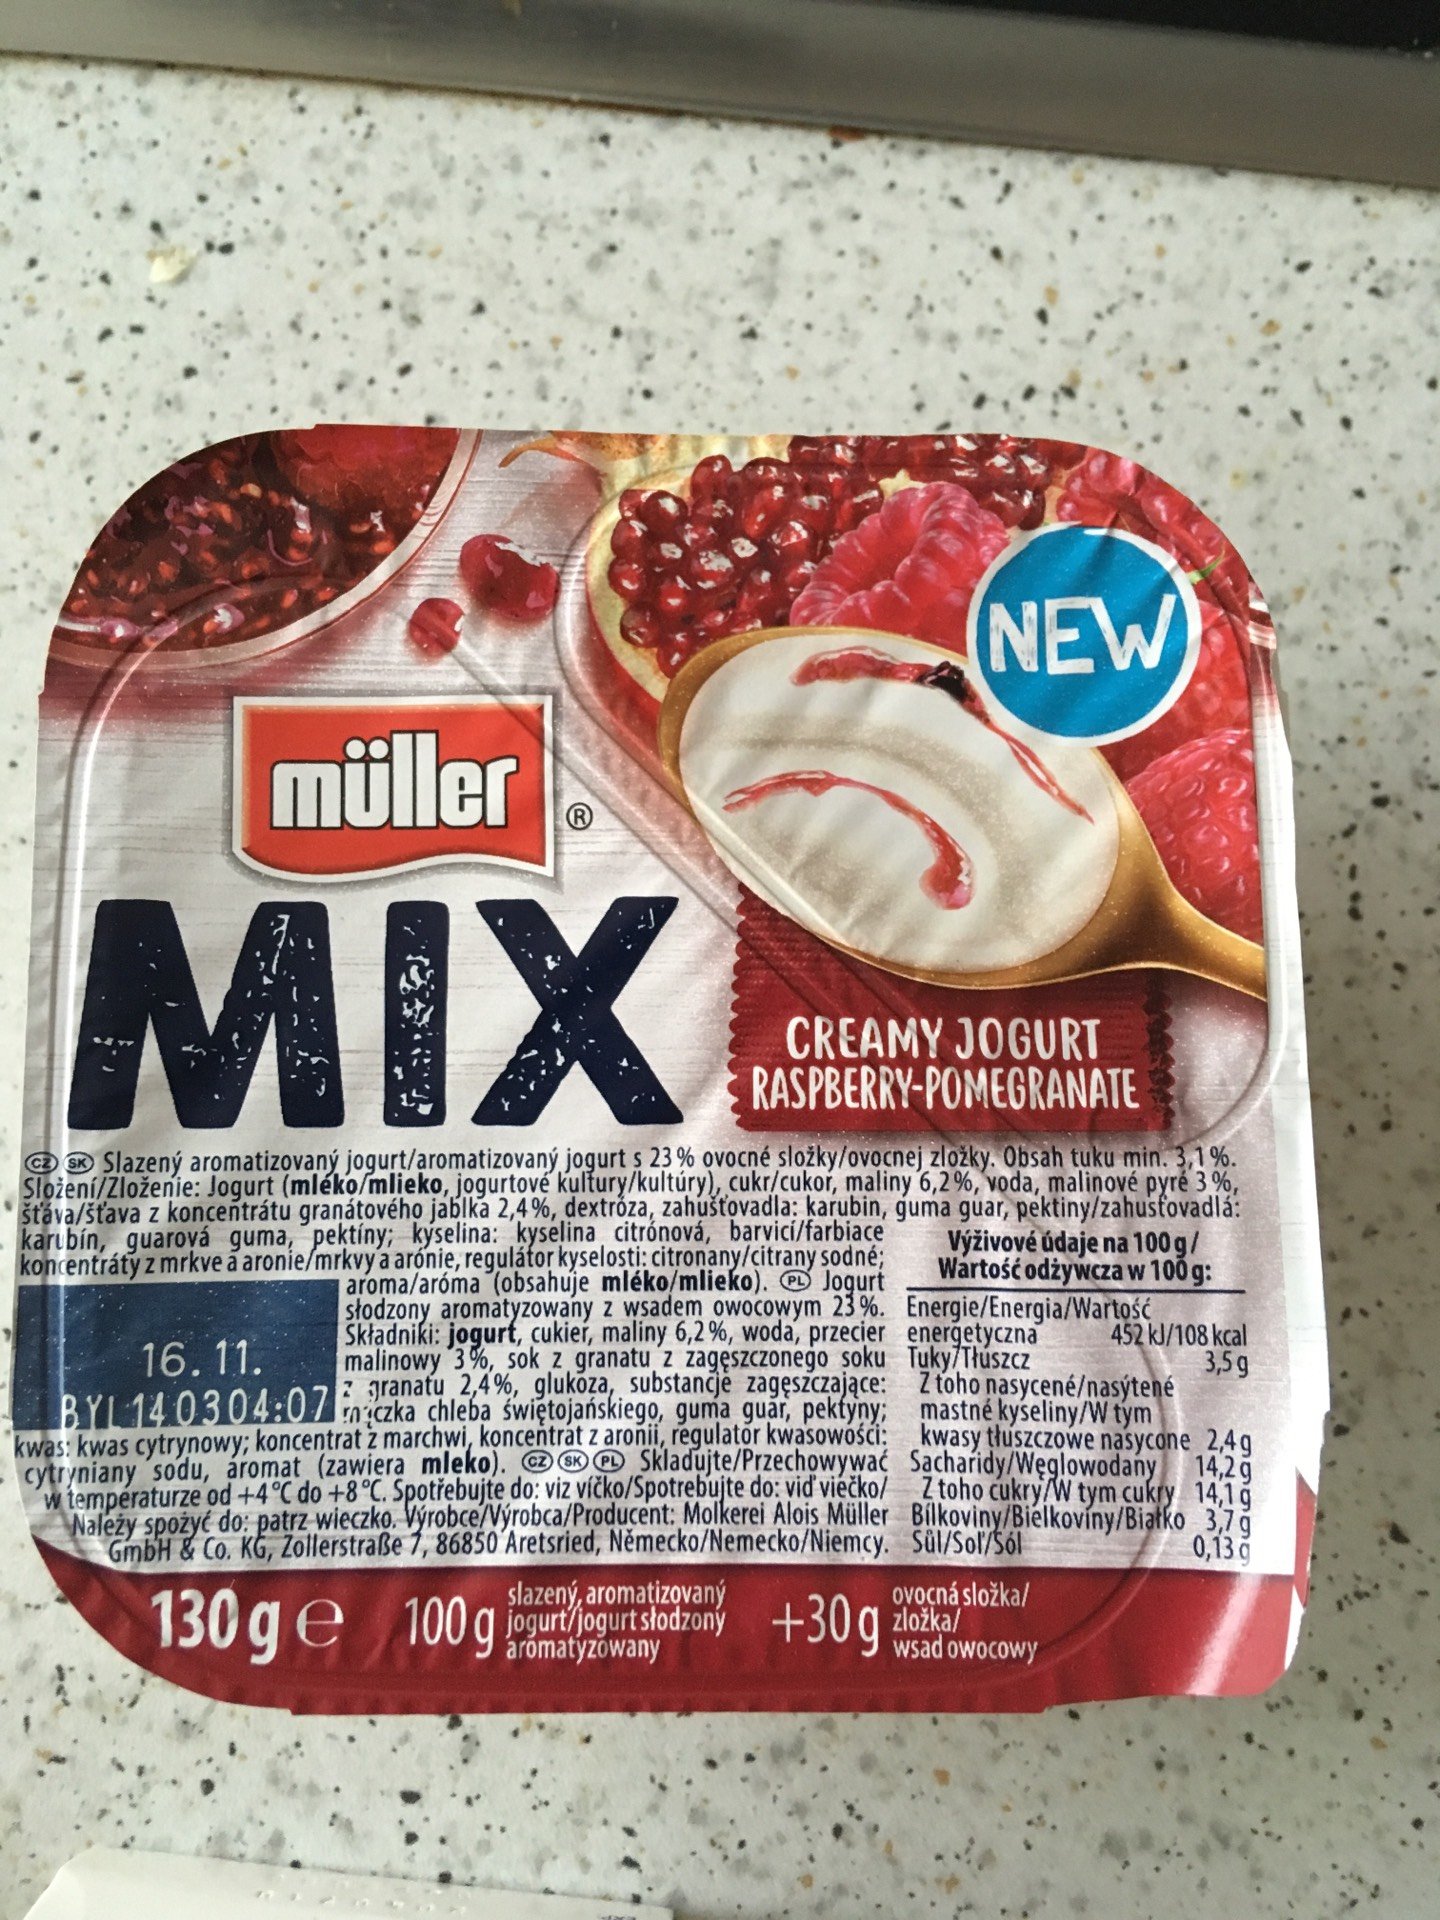 NEW
müller®
MIX
CREAMY JOGURT
RASPBERRY-POMEGRANATE
CZ SK Slazený aromatizovaný jogurt/aromatizovaný jogurt s 23% ovocné složky/ovocnej zložky. Obsah tuku min. 3,1%.
Složení/Zloženie: Jogurt (mléko/mlieko, jogurtové kultury/kultúry), cukr/cukor, maliny 6,2%, voda, malinové pyré 3%,
šťáva/šťava z koncentrátu granátového jablka 2,4%, dextróza, zahušťovadla: karubin, guma guar, pektiny/zahusťovadlá:
karubín, guarová guma, pektíny; kyselina: kyselina citrónová, barvicí/farbiace
koncentráty z mrkve a aronie/mrkvy a arónie, regulátor kyselosti: citronany/citrany sodné;
aroma/aróma (obsahuje mléko/mlieko). PL Jogurt
słodzony aromatyzowany z wsadem owocowym 23%.
Składniki: jogurt, cukier, maliny 6,2%, woda, przecier
malinowy 3%, sok z granatu z zagęszczonego soku
z granatu 2,4%, glukoza, substancje zagęszczające:
mączka chleba świętojańskiego, guma guar, pektyny;
kwas: kwas cytrynowy; koncentrat z marchwi, koncentrat z aronii, regulator kwasowości:
cytryniany sodu, aromat (zawiera mleko). CZ SK PL Skladujte/Przechowywać
w temperaturze od +4°C do +8°C. Spotřebujte do: viz víčko/Spotrebujte do: viď viečko/
Należy spożyć do: patrz wieczko. Výrobce/Výrobca/Producent: Molkerei Alois Müller
GmbH & Co. KG, Zollerstraße 7, 86850 Aretsried, Německo/Nemecko/Niemcy.
16.11.
BYL 14 03 04:07
Výživové údaje na 100 g/
Wartość odżywcza w 100 g:
Energie/Energia/Wartość
energetyczna 452 kJ/108 kcal
Tuky/Tłuszcz 3,5 g
Z toho nasycené/nasýtené
mastné kyseliny/W tym
kwasy tłuszczowe nasycone 2,4 g
Sacharidy/Węglowodany 14,2 g
Z toho cukry/W tym cukry 14,1 g
Bílkoviny/Bielkoviny/Białko 3,7 g
Sůl/Soľ/Sól 0,13 g
130 g e 100 g slazený, aromatizovaný
jogurt/jogurt słodzony
aromatyzowany
+30 g ovocná složka/
zložka/
wsad owocowy